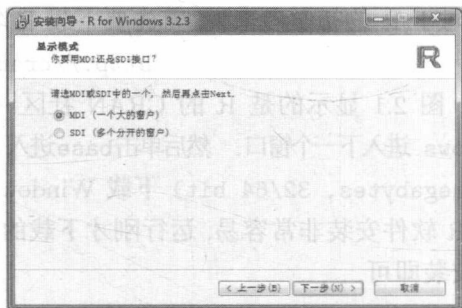 安装向导 - R for Windows 3.2.3
显示模式
你要用MDI还是SDI接口？
R
请选MDI或SDI中的一个，然后再点击Next.
MDI（一个大的窗户）
SDI（多个分开的窗户）
< 上一步(B)
下一步(N) >
取消